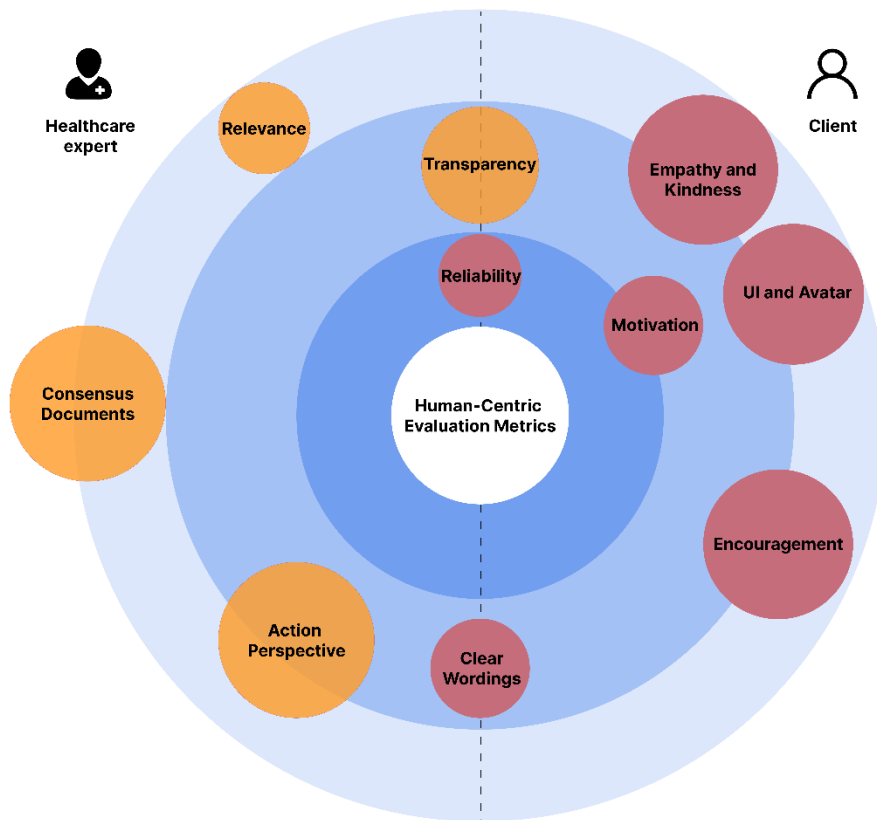 Healthcare
expert
Client
Relevance
Transparency
Empathy and
Kindness
Reliability
UI and Avatar
Motivation
Consensus
Documents
Human-Centric
Evaluation Metrics
Encouragement
Action
Perspective
Clear
Wordings